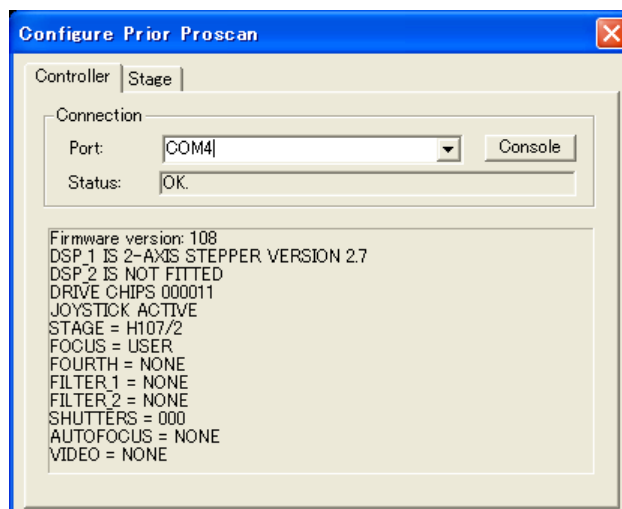 Configure Prior Proscan
Controller Stage
Connection
Port: COM4 Console
Status: OK.
Firmware version: 108
DSP_1 IS 2-AXIS STEPPER VERSION 2.7
DSP_2 IS NOT FITTED
DRIVE CHIPS 000011
JOYSTICK ACTIVE
STAGE = H107/2
FOCUS = USER
FOURTH = NONE
FILTER_1 = NONE
FILTER_2 = NONE
SHUTTERS = 000
AUTOFOCUS = NONE
VIDEO = NONE